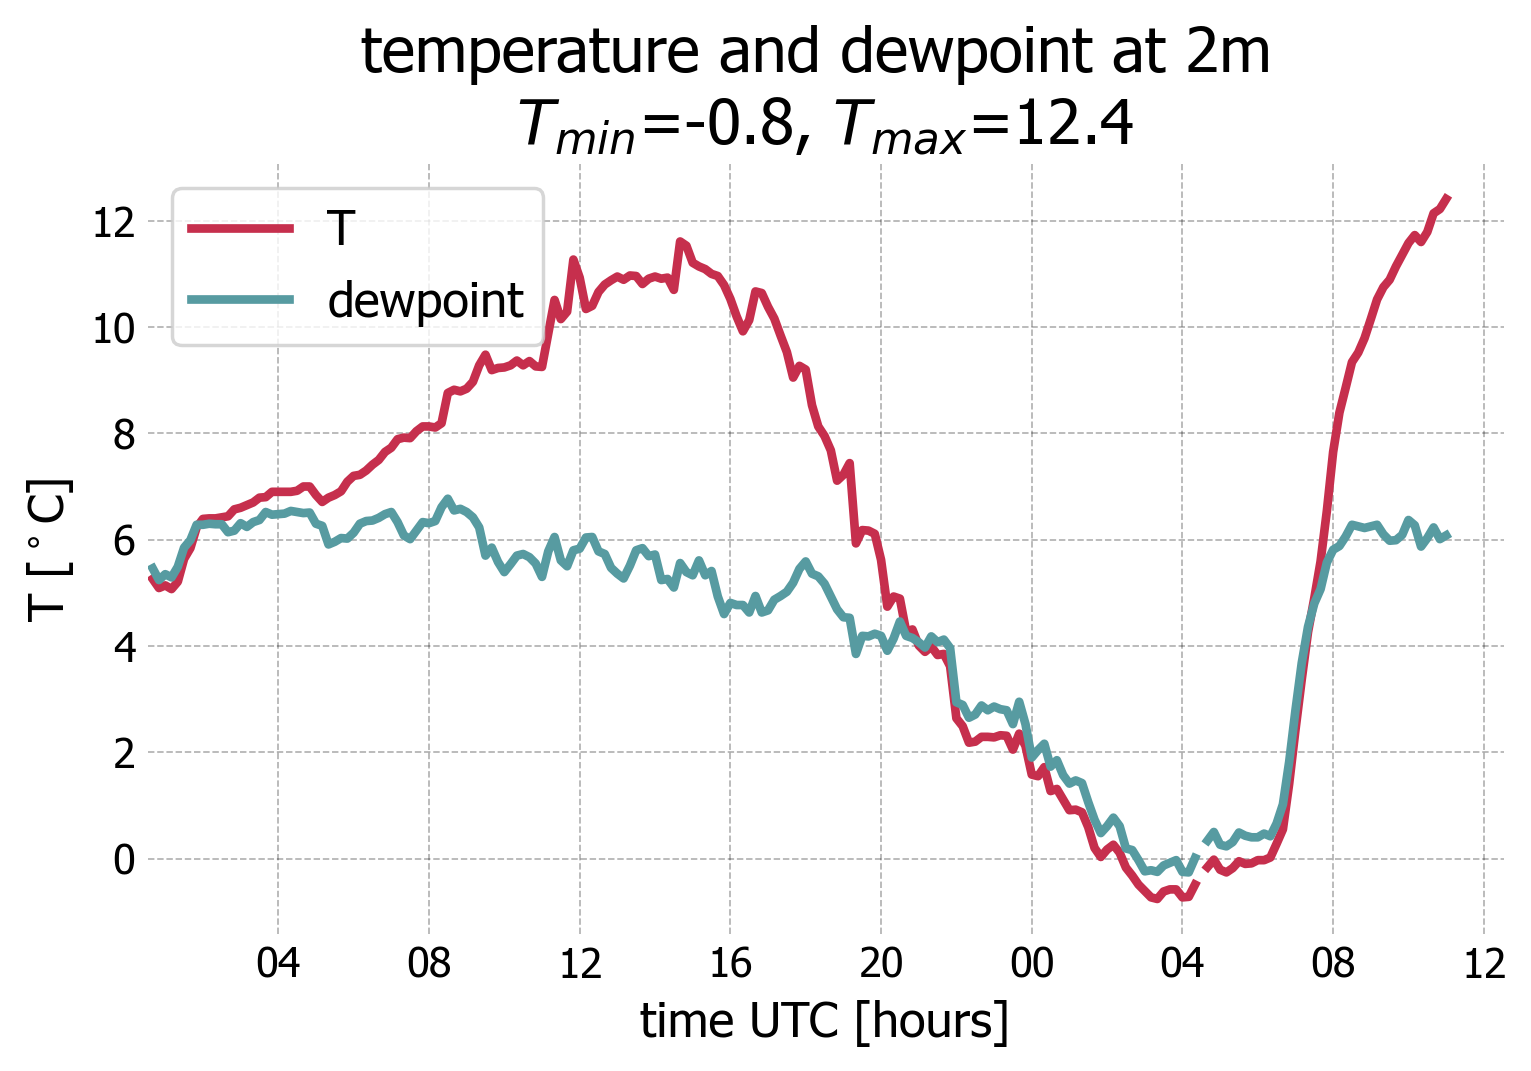 temperature and dewpoint at 2m
T_min=-0.8, T_max=12.4
T
dewpoint
12
10
8
6
4
2
0
T [°C]
04 08 12 16 20 00 04 08 12
time UTC [hours]